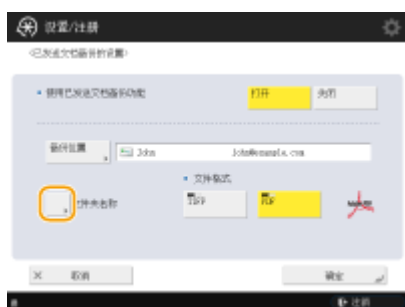 设置/注册
<已发送文档备份的设置>
使用已发送文档备份功能
打开 关闭
备份位置 John John@example.com
文件格式
文件夹名称 TIFF PDF
× 取消 确定
注销